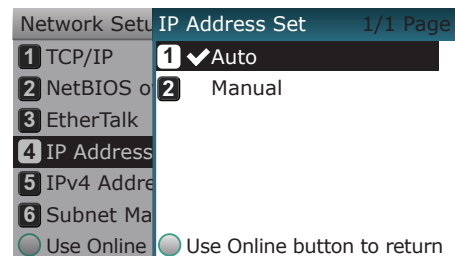 Network Setu
1 TCP/IP
2 NetBIOS o
3 EtherTalk
4 IP Address
5 IPv4 Addre
6 Subnet Ma
Use Online
IP Address Set 1/1 Page
1 ✔Auto
2 Manual
Use Online button to return